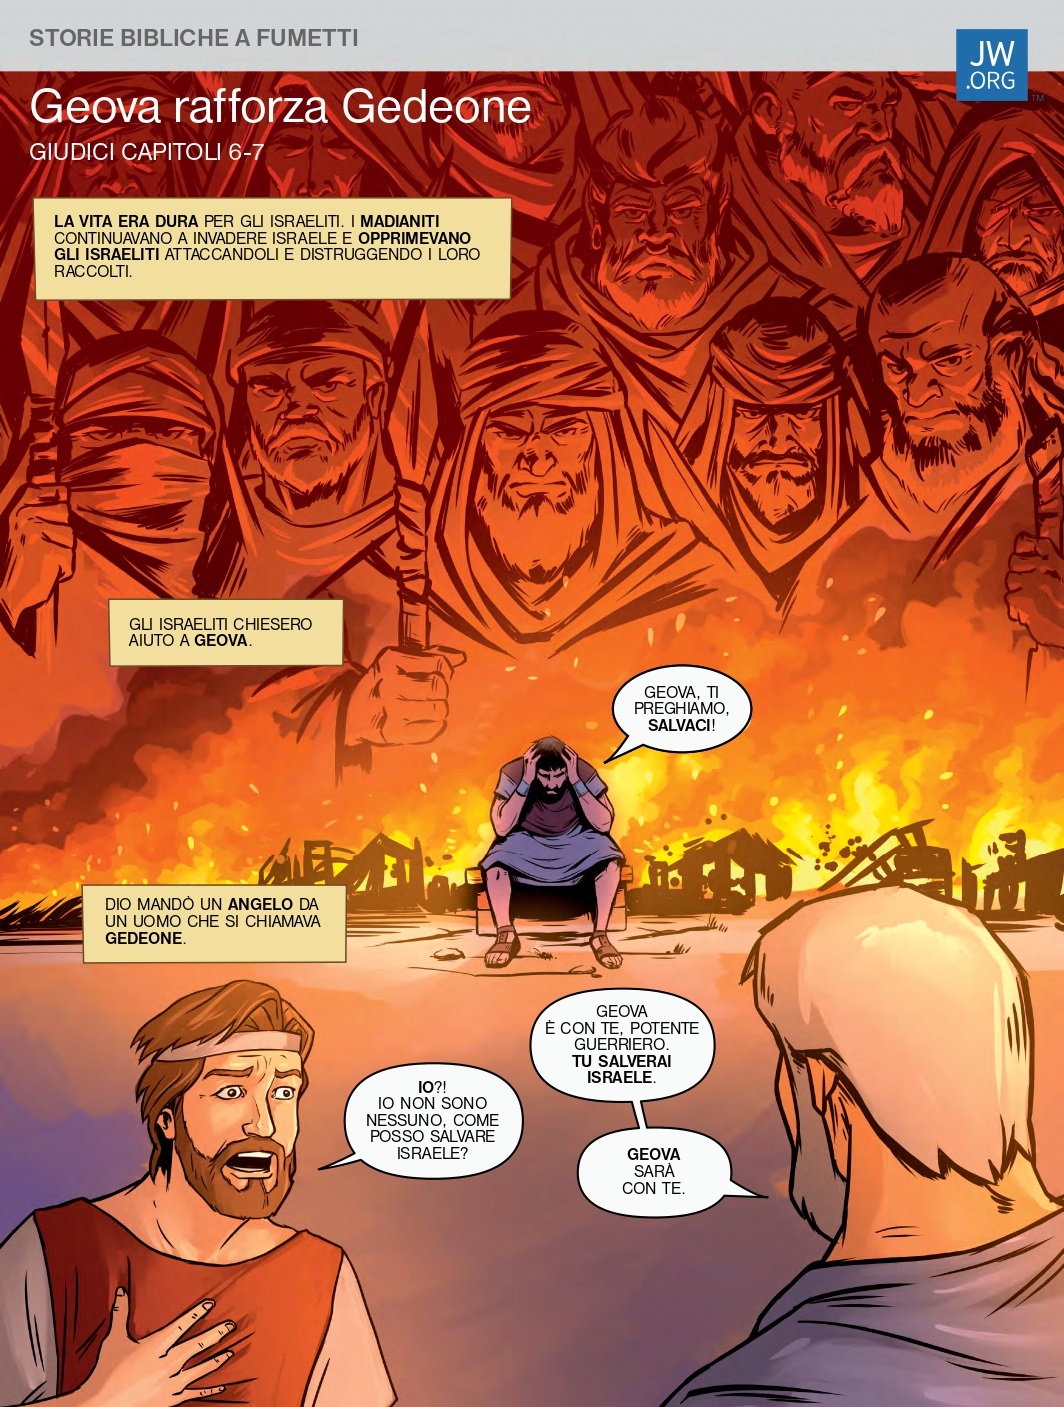 STORIE BIBLICHE A FUMETTI
JW
.ORG
TM
Geova rafforza Gedeone
GIUDICI CAPITOLI 6-7
LA VITA ERA DURA PER GLI ISRAELITI. I MADIANITI
CONTINUAVANO A INVADERE ISRAELE E OPPRIMEVANO
GLI ISRAELITI ATTACCANDOLI E DISTRUGGENDO I LORO
RACCOLTI.
GLI ISRAELITI CHIESERO
AIUTO A GEOVA.
GEOVA, TI
PREGHIAMO,
SALVACI!
DIO MANDÒ UN ANGELO DA
UN UOMO CHE SI CHIAMAVA
GEDEONE.
GEOVA
È CON TE, POTENTE
GUERRIERO.
TU SALVERAI
ISRAELE.
IO?!
IO NON SONO
NESSUNO, COME
POSSO SALVARE
ISRAELE?
GEOVA
SARÀ
CON TE.